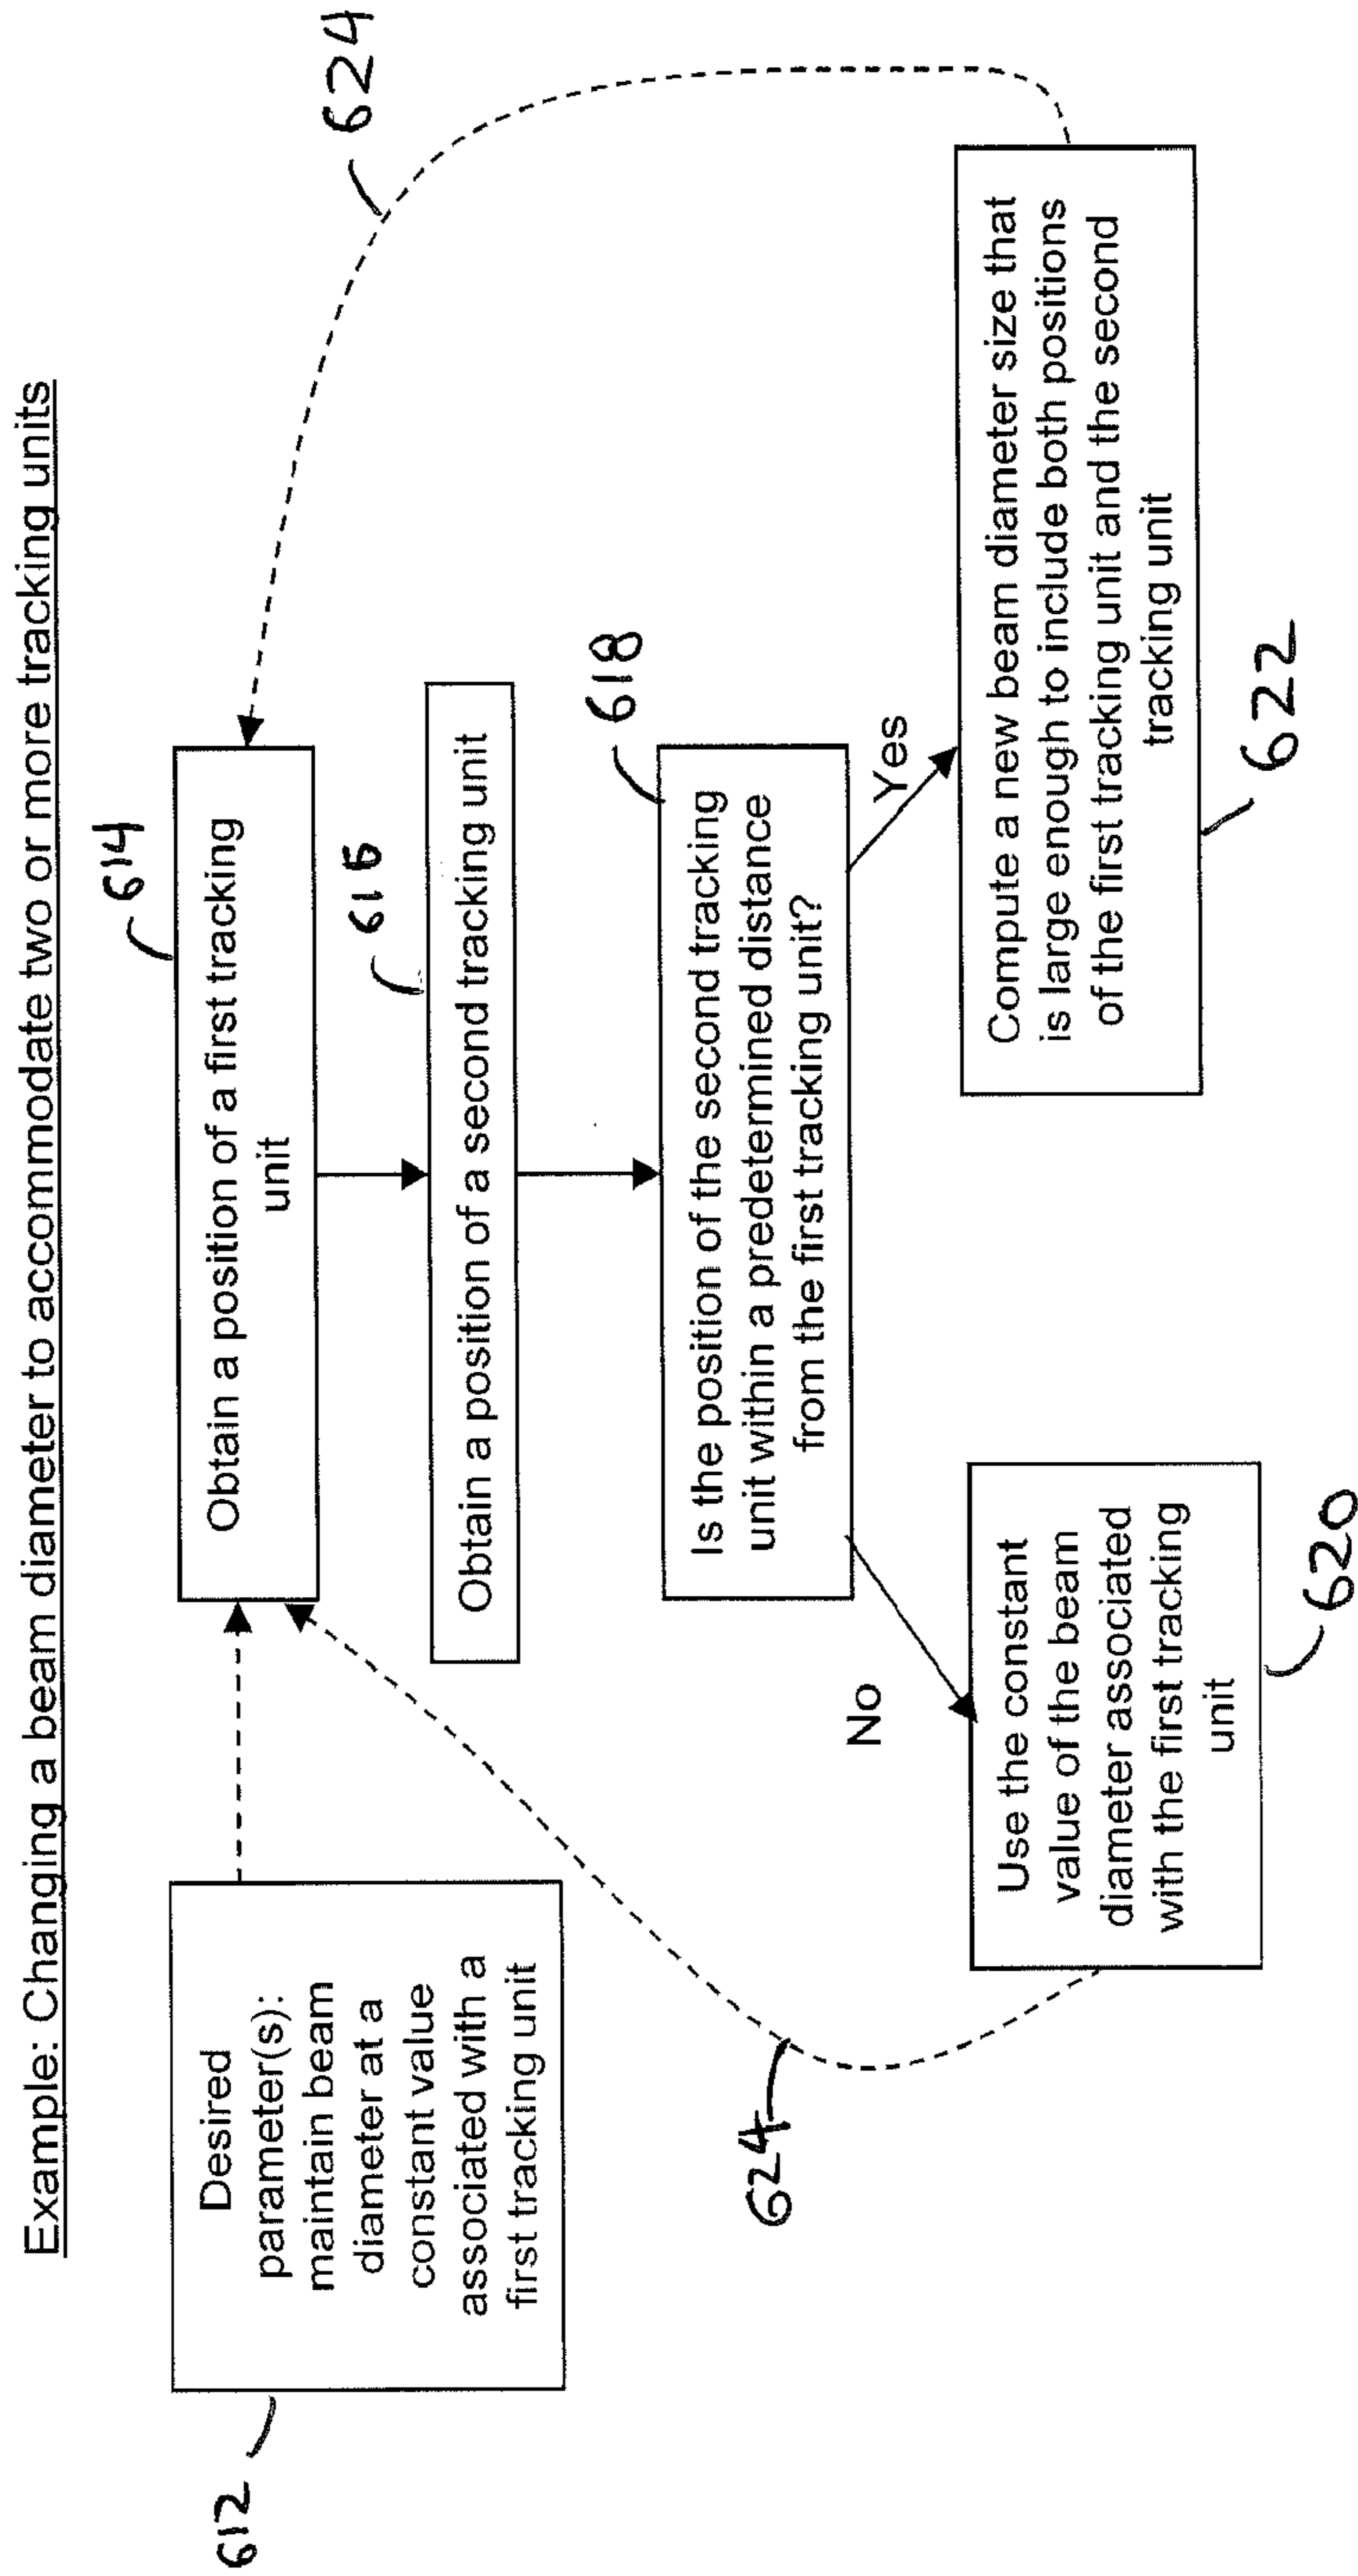 Example: Changing a beam diameter to accommodate two or more tracking units
612
Desired
parameter(s):
maintain beam
diameter at a
constant value
associated with a
first tracking unit
614
Obtain a position of a first tracking
unit
616
Obtain a position of a second tracking unit
618
Is the position of the second tracking
unit within a predetermined distance
from the first tracking unit?
No
Yes
Use the constant
value of the beam
diameter associated
with the first tracking
unit
620
Compute a new beam diameter size that
is large enough to include both positions
of the first tracking unit and the second
tracking unit
622
624
624